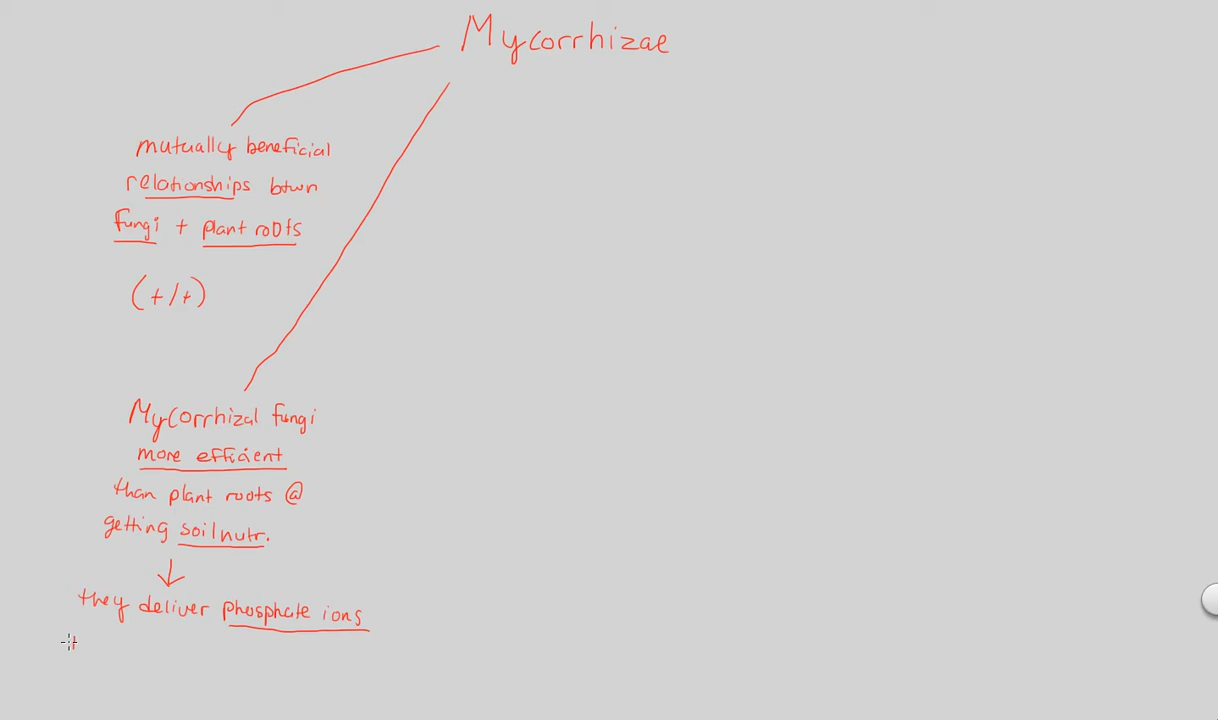 Mycorrhizae
mutually beneficial
relationships btwn
fungi + plant roots
(+/+)
Mycorrhizal fungi
more efficient
than plant roots @
getting soil nutr.
they deliver phosphate ions